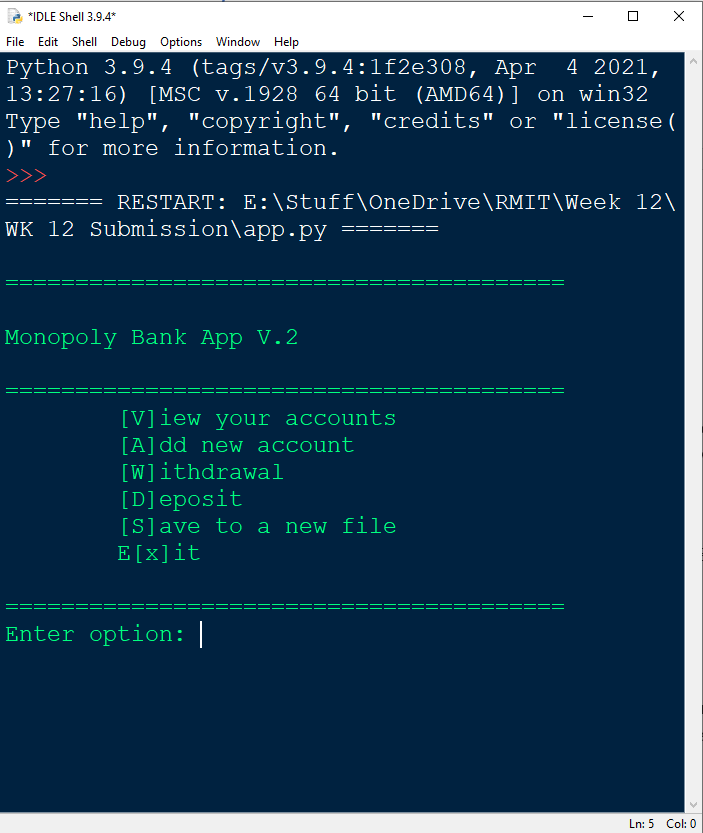 *IDLE Shell 3.9.4*
File Edit Shell Debug Options Window Help
Python 3.9.4 (tags/v3.9.4:1f2e308, Apr  4 2021,
13:27:16) [MSC v.1928 64 bit (AMD64)] on win32
Type "help", "copyright", "credits" or "license(
)" for more information.
>>>
======= RESTART: E:\Stuff\OneDrive\RMIT\Week 12\
WK 12 Submission\app.py =======
========================================
Monopoly Bank App V.2
========================================
[V]iew your accounts
[A]dd new account
[W]ithdrawal
[D]eposit
[S]ave to a new file
E[x]it
========================================
Enter option:
Ln: 5 Col: 0